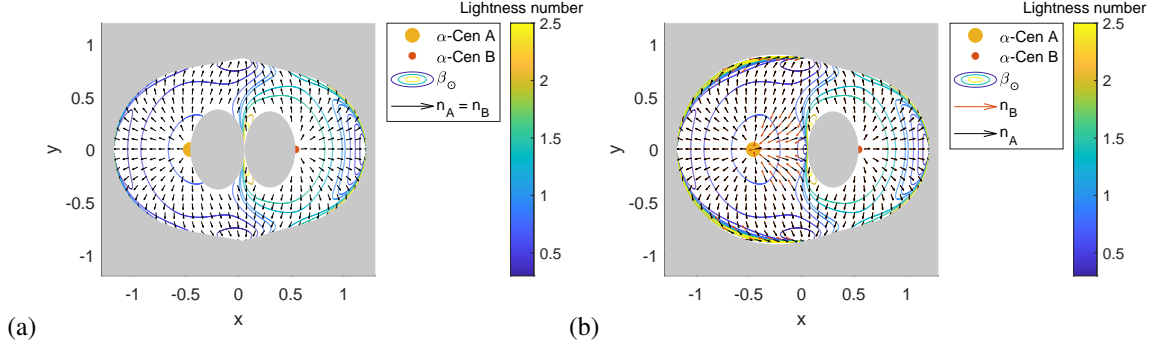 Lightness number
α-Cen A
α-Cen B
β⊙
n_A = n_B
2.5
2
1.5
1
0.5
1
0.5
0
-0.5
-1
y
-1 -0.5 0 0.5 1
x
(a)
Lightness number
α-Cen A
α-Cen B
β⊙
n_B
n_A
2.5
2
1.5
1
0.5
1
0.5
0
-0.5
-1
y
-1 -0.5 0 0.5 1
x
(b)